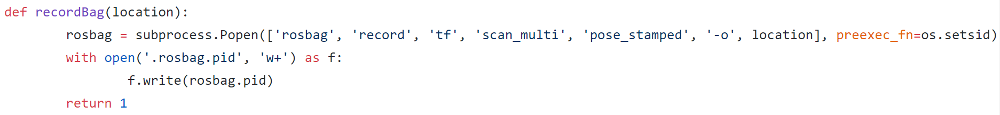 def recordBag(location):
        rosbag = subprocess.Popen(['rosbag', 'record', 'tf', 'scan_multi', 'pose_stamped', '-o', location], preexec_fn=os.setsid)
        with open('.rosbag.pid', 'w+') as f:
                f.write(rosbag.pid)
        return 1